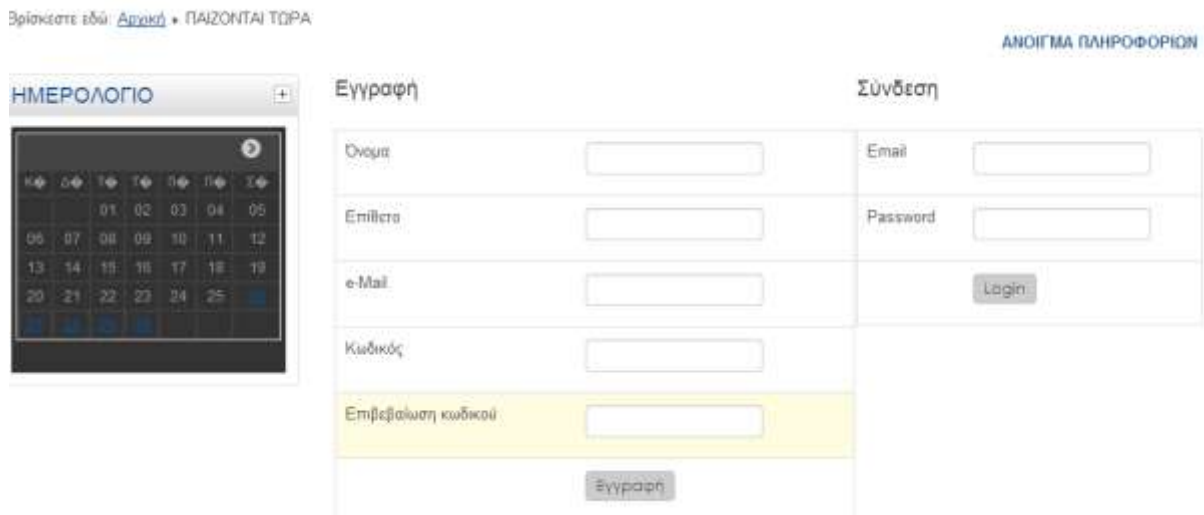 Βρίσκεστε εδώ: Αρχική • ΠΑΙΖΟΝΤΑΙ ΤΩΡΑ
ΑΝΟΙΓΜΑ ΠΛΗΡΟΦΟΡΙΩΝ
ΗΜΕΡΟΛΟΓΙΟ
Κ� Δ� Τ� Τ� Π� Π� Σ�
01 02 03 04 05
06 07 08 09 10 11 12
13 14 15 16 17 18 19
20 21 22 23 24 25
Εγγραφή
Όνομα
Επίθετο
e-Mail
Κωδικός
Επιβεβαίωση κωδικού
Εγγραφή
Σύνδεση
Email
Password
Login